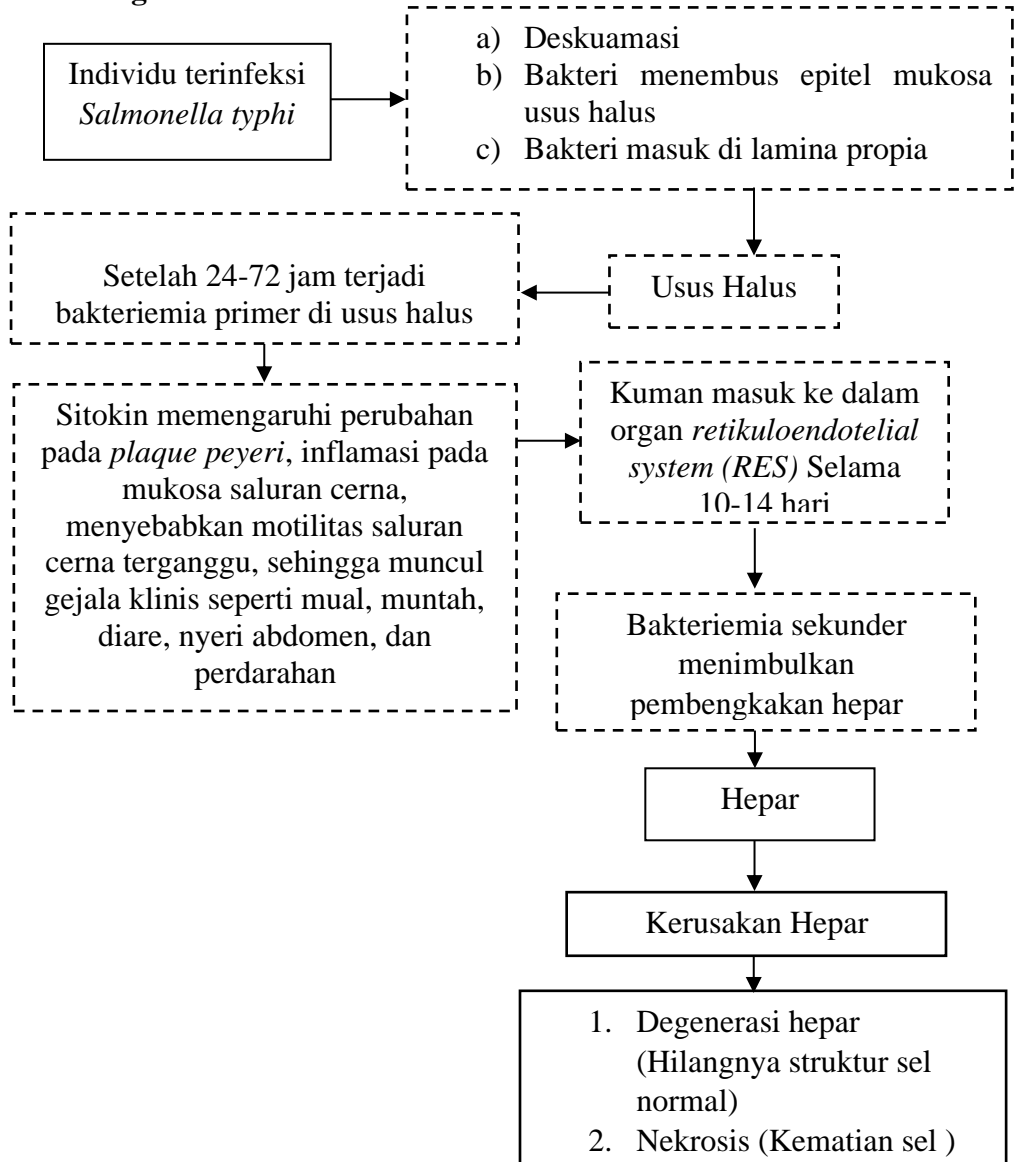 Individu terinfeksi
Salmonella typhi
a) Deskuamasi
b) Bakteri menembus epitel mukosa
usus halus
c) Bakteri masuk di lamina propia
Usus Halus
Setelah 24-72 jam terjadi
bakteriemia primer di usus halus
Sitokin memengaruhi perubahan
pada plaque peyeri, inflamasi pada
mukosa saluran cerna,
menyebabkan motilitas saluran
cerna terganggu, sehingga muncul
gejala klinis seperti mual, muntah,
diare, nyeri abdomen, dan
perdarahan
Kuman masuk ke dalam
organ retikuloendotelial
system (RES) Selama
10-14 hari
Bakteriemia sekunder
menimbulkan
pembengkakan hepar
Hepar
Kerusakan Hepar
1. Degenerasi hepar
(Hilangnya struktur sel
normal)
2. Nekrosis (Kematian sel )